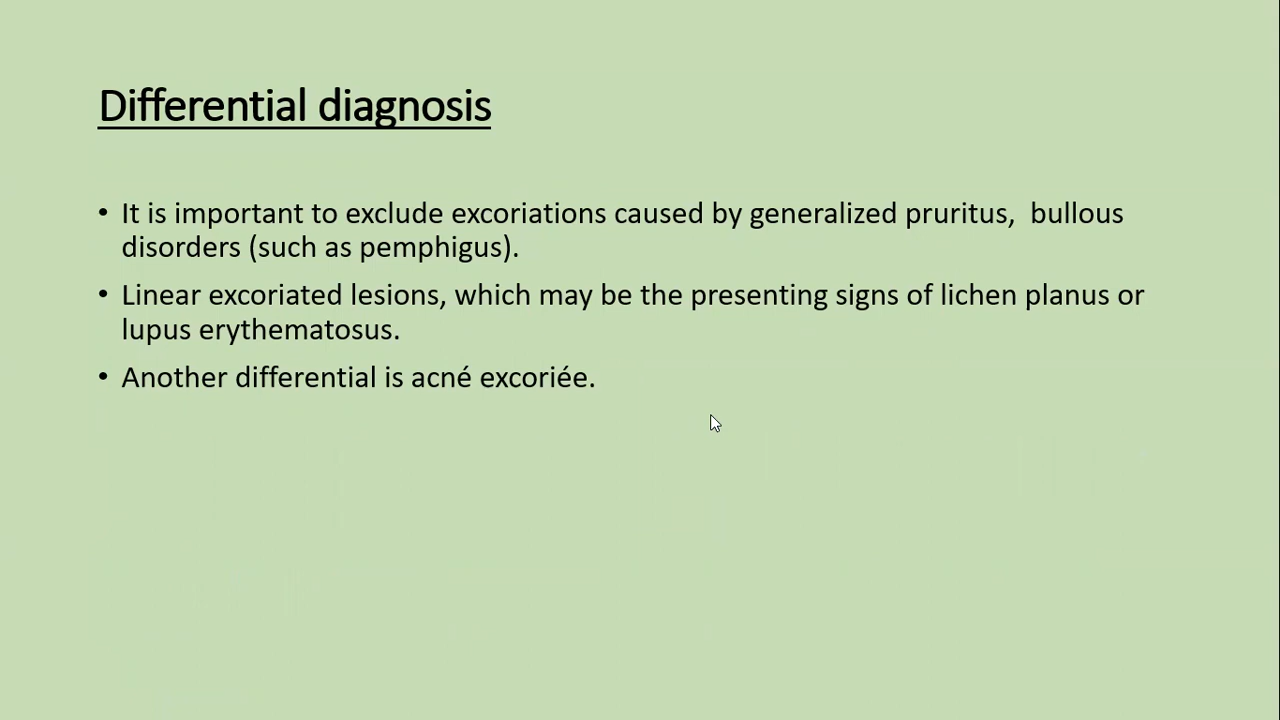 Differential diagnosis
• It is important to exclude excoriations caused by generalized pruritus,  bullous
disorders (such as pemphigus).
• Linear excoriated lesions, which may be the presenting signs of lichen planus or
lupus erythematosus.
• Another differential is acné excoriée.